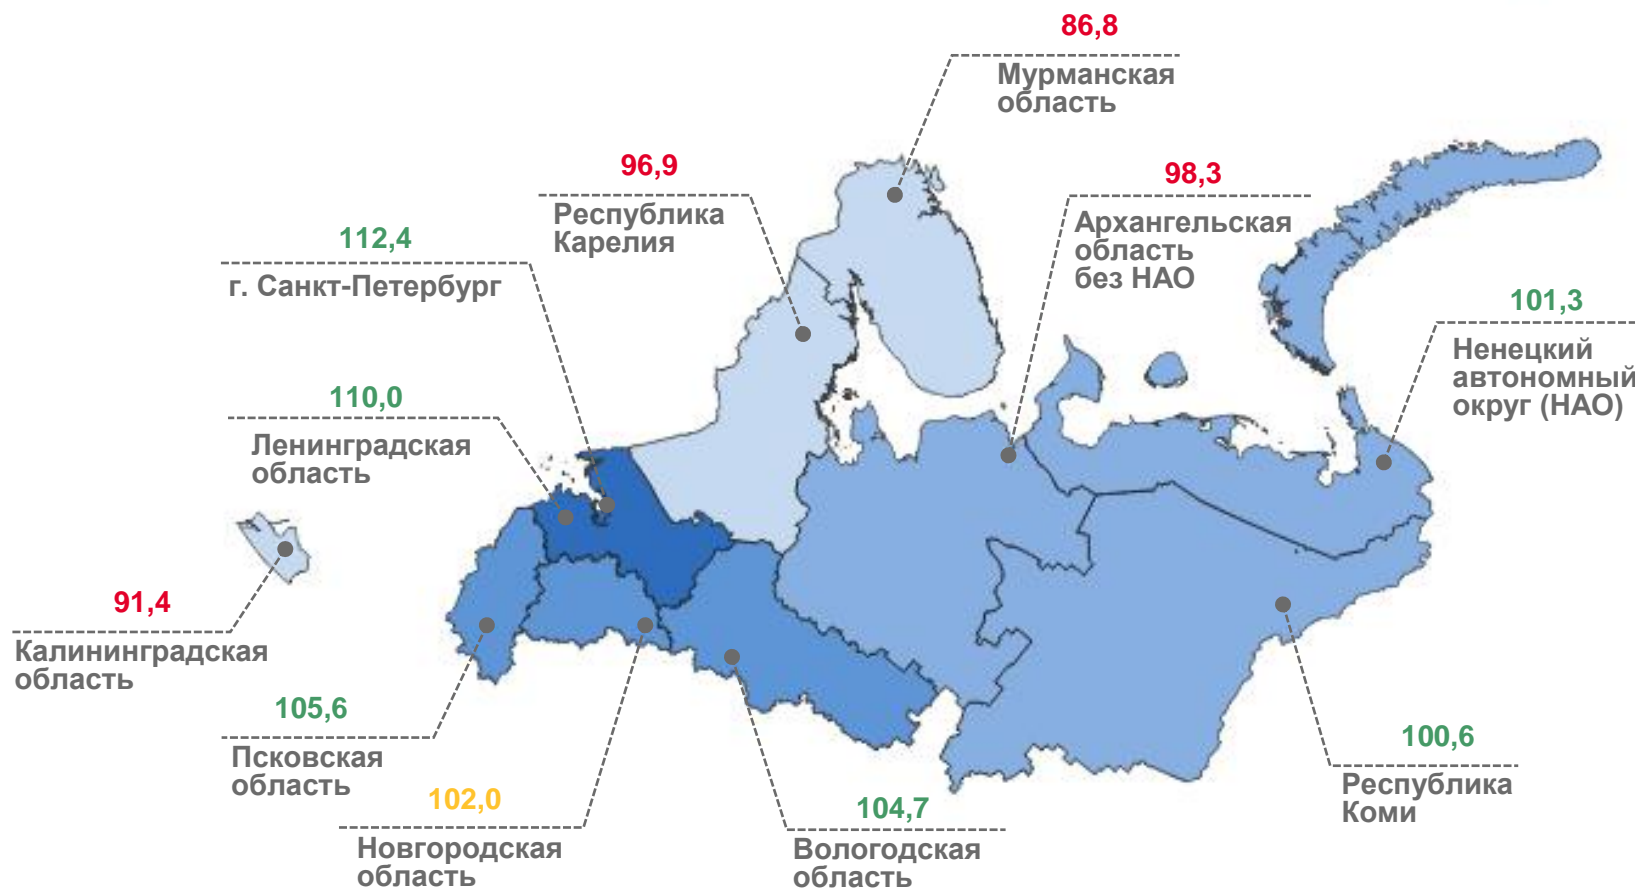 86,8
Мурманская
область
96,9
Республика
Карелия
98,3
Архангельская
область
без НАО
112,4
г. Санкт-Петербург
101,3
Ненецкий
автономный
округ (НАО)
110,0
Ленинградская
область
91,4
Калининградская
область
105,6
Псковская
область
100,6
Республика
Коми
102,0
Новгородская
область
104,7
Вологодская
область